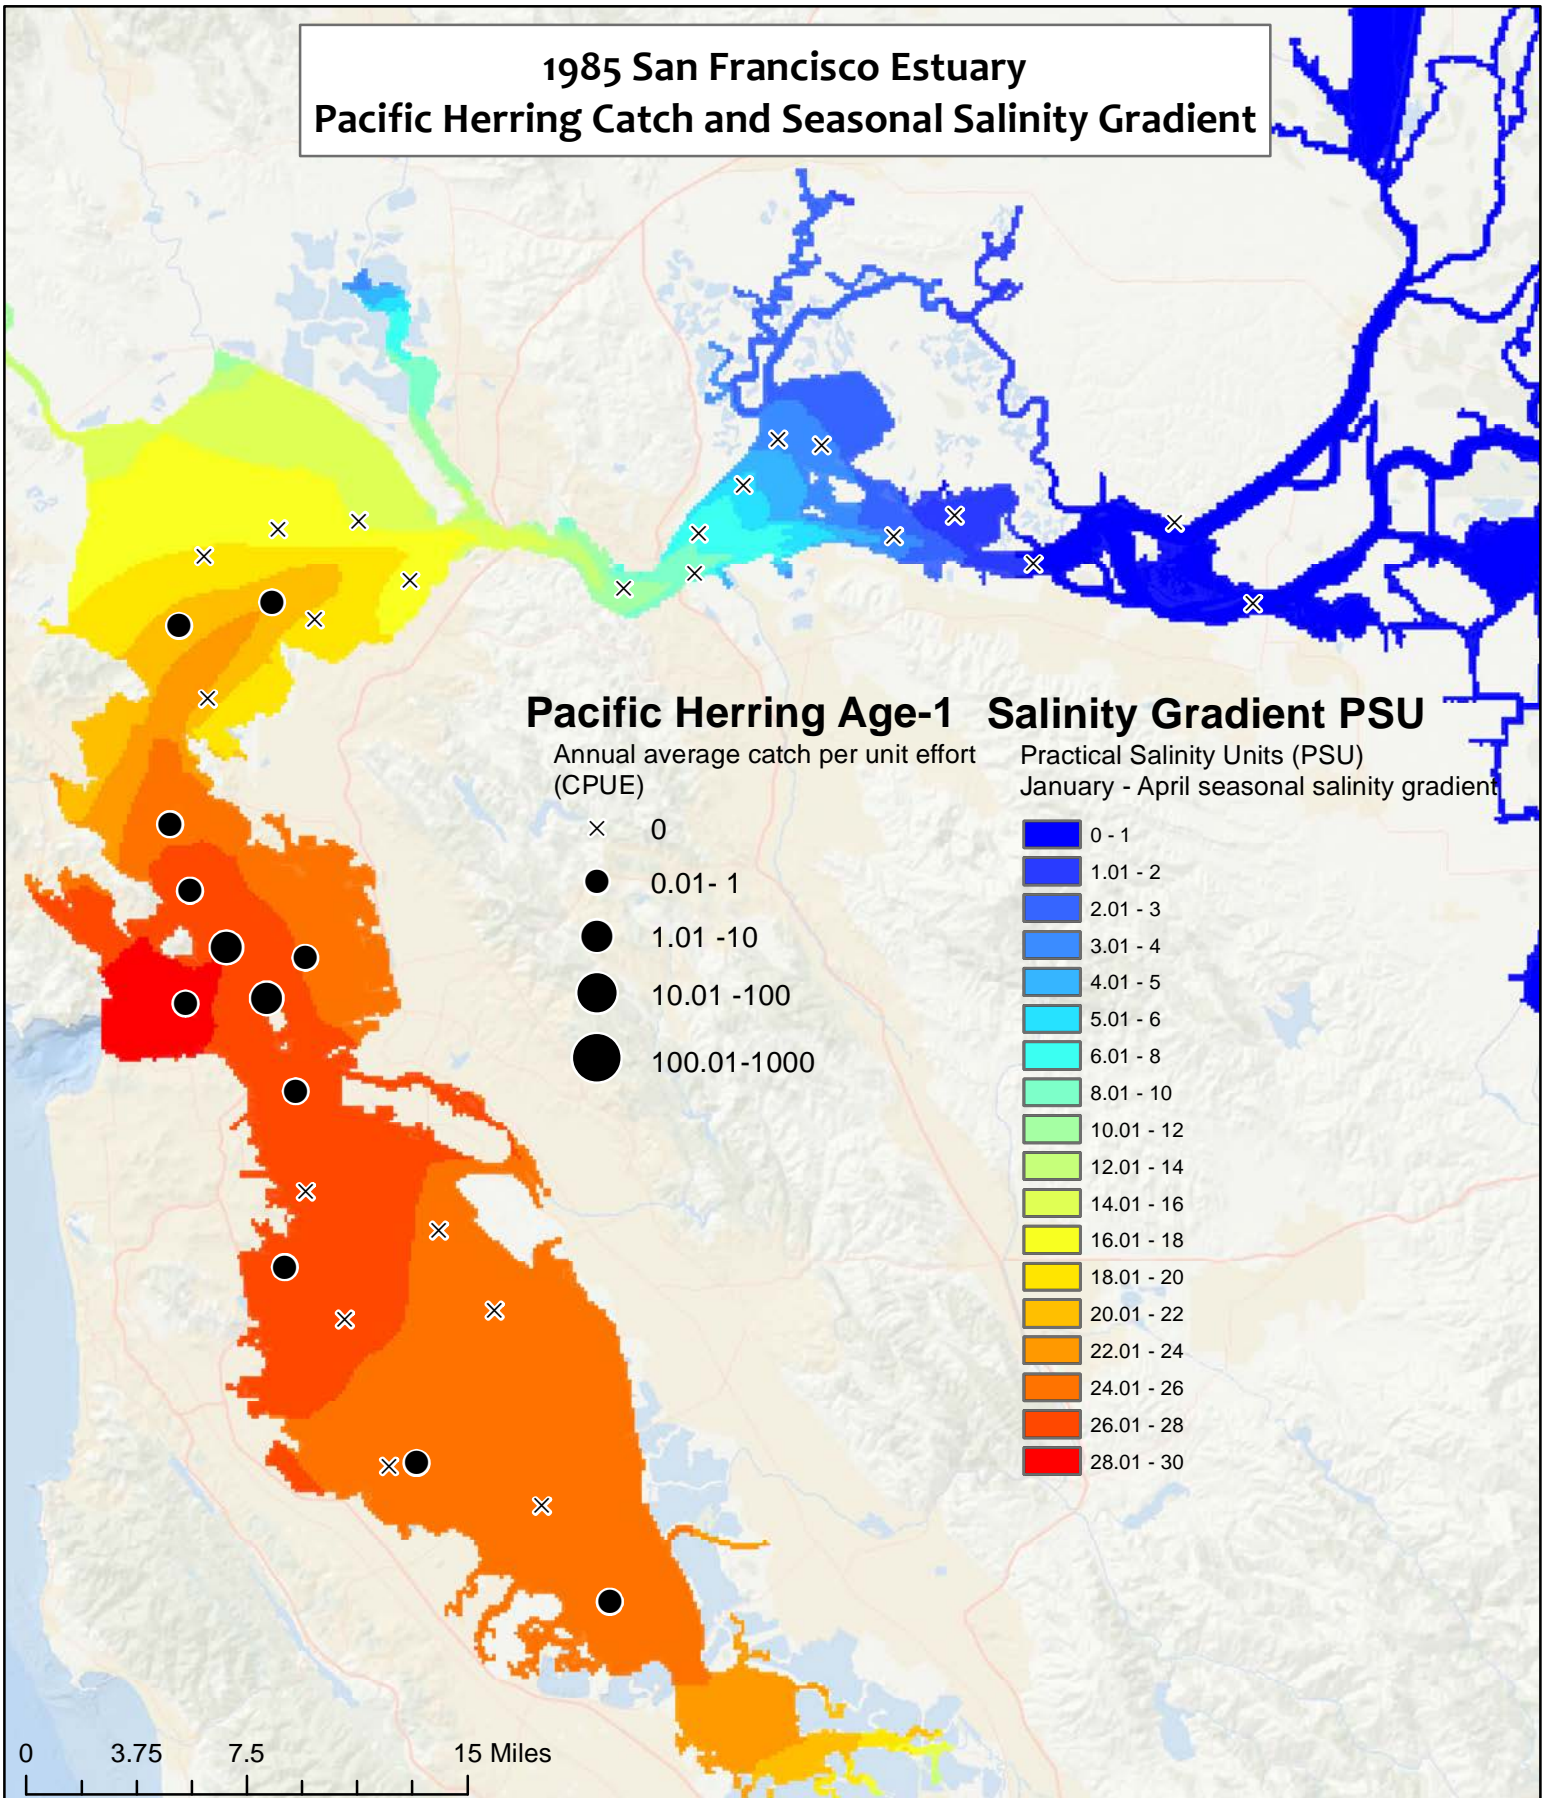 1985 San Francisco Estuary
Pacific Herring Catch and Seasonal Salinity Gradient
Pacific Herring Age-1
Annual average catch per unit effort
(CPUE)
0
0.01- 1
1.01 -10
10.01 -100
100.01-1000
Salinity Gradient PSU
Practical Salinity Units (PSU)
January - April seasonal salinity gradient
0 - 1
1.01 - 2
2.01 - 3
3.01 - 4
4.01 - 5
5.01 - 6
6.01 - 8
8.01 - 10
10.01 - 12
12.01 - 14
14.01 - 16
16.01 - 18
18.01 - 20
20.01 - 22
22.01 - 24
24.01 - 26
26.01 - 28
28.01 - 30
0 3.75 7.5 15 Miles